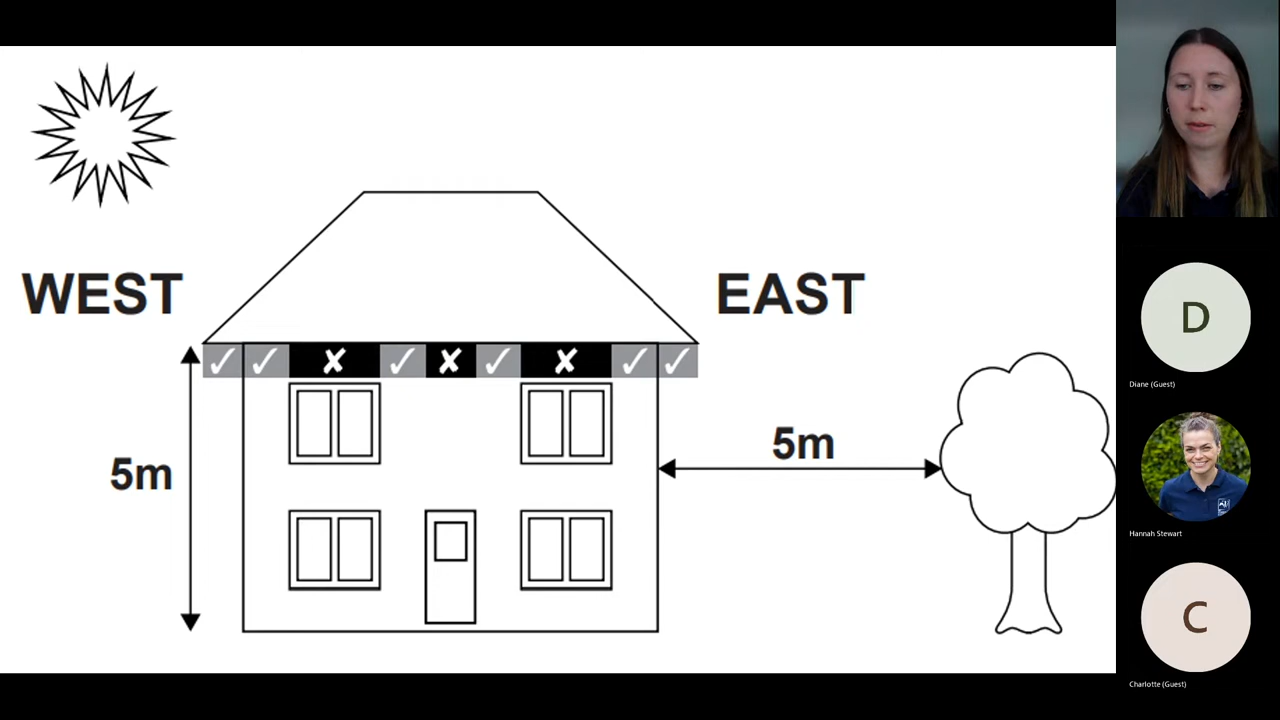 WEST
EAST
5m
5m
D
Diane (Guest)
Hannah Stewart
C
Charlotte (Guest)